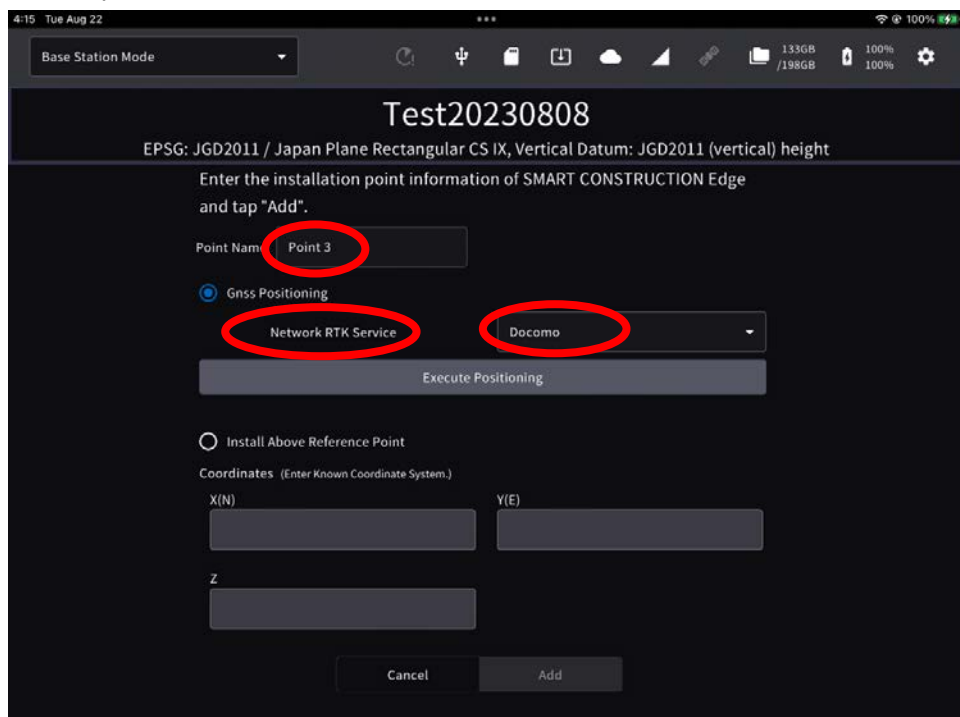 4:15 Tue Aug 22
100%
Base Station Mode
133GB
/198GB
100%
100%
Test20230808
EPSG: JGD2011 / Japan Plane Rectangular CS IX, Vertical Datum: JGD2011 (vertical) height
Enter the installation point information of SMART CONSTRUCTION Edge
and tap "Add".
Point Name Point 3
Gnss Positioning
Network RTK Service Docomo
Execute Positioning
Install Above Reference Point
Coordinates (Enter Known Coordinate System.)
X(N) Y(E)
Z
Cancel Add